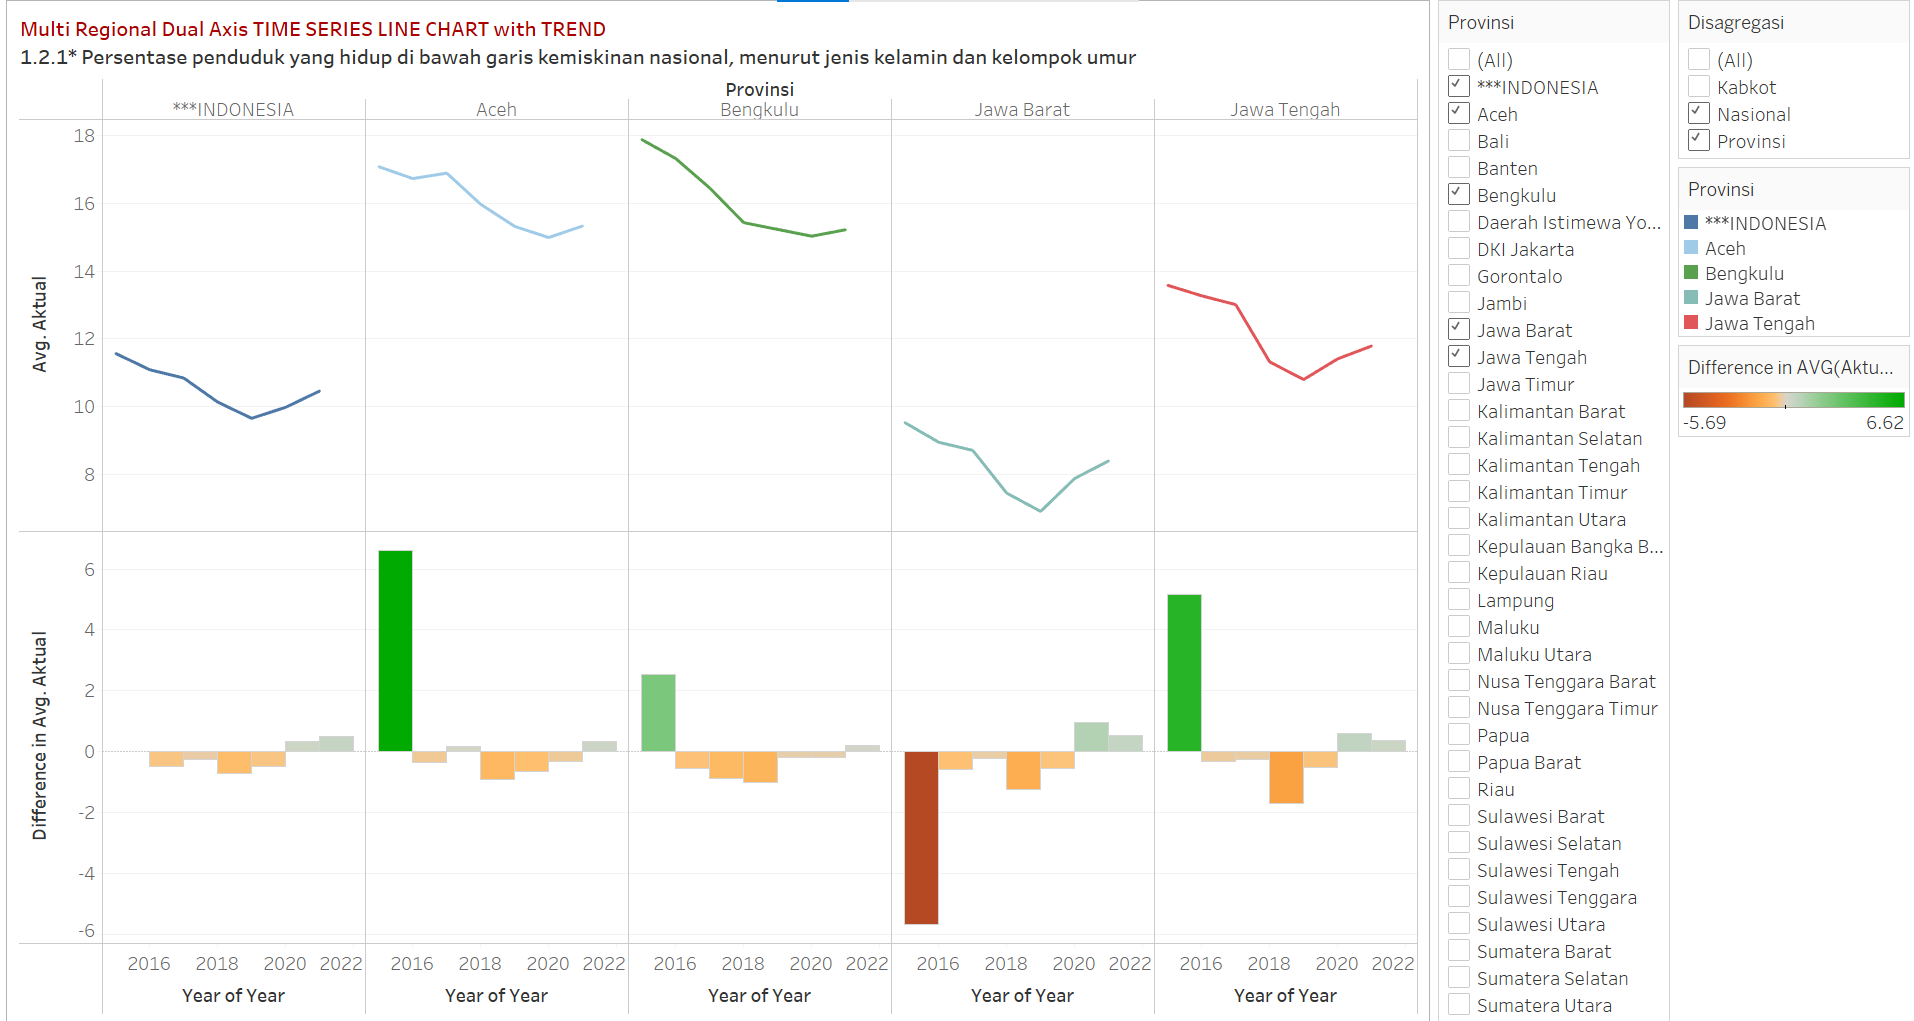 Multi Regional Dual Axis TIME SERIES LINE CHART with TREND
1.2.1* Persentase penduduk yang hidup di bawah garis kemiskinan nasional, menurut jenis kelamin dan kelompok umur
Provinsi
***INDONESIA Aceh Bengkulu Jawa Barat Jawa Tengah
Avg. Aktual
18
16
14
12
10
8
Difference in Avg. Aktual
6
4
2
0
-2
-4
-6
2016 2018 2020 2022 2016 2018 2020 2022 2016 2018 2020 2022 2016 2018 2020 2022 2016 2018 2020 2022
Year of Year Year of Year Year of Year Year of Year Year of Year
Provinsi
(All)
***INDONESIA
Aceh
Bali
Banten
Bengkulu
Daerah Istimewa Yo...
DKI Jakarta
Gorontalo
Jambi
Jawa Barat
Jawa Tengah
Jawa Timur
Kalimantan Barat
Kalimantan Selatan
Kalimantan Tengah
Kalimantan Timur
Kalimantan Utara
Kepulauan Bangka B...
Kepulauan Riau
Lampung
Maluku
Maluku Utara
Nusa Tenggara Barat
Nusa Tenggara Timur
Papua
Papua Barat
Riau
Sulawesi Barat
Sulawesi Selatan
Sulawesi Tengah
Sulawesi Tenggara
Sulawesi Utara
Sumatera Barat
Sumatera Selatan
Sumatera Utara
Disagregasi
(All)
Kabkot
Nasional
Provinsi
Provinsi
***INDONESIA
Aceh
Bengkulu
Jawa Barat
Jawa Tengah
Difference in AVG(Aktu...
-5.69 6.62